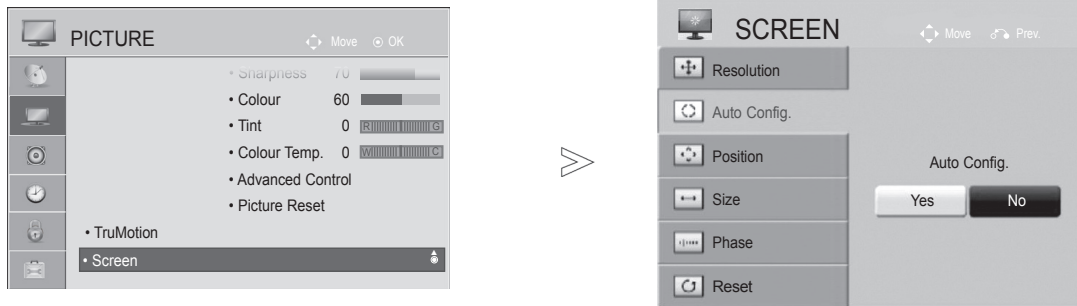 PICTURE
Move OK
• Sharpness 70
• Colour 60
• Tint 0 R G
• Colour Temp. 0 W C
• Advanced Control
• Picture Reset
• TruMotion
• Screen
SCREEN
Move Prev.
Resolution
Auto Config.
Position
Size
Phase
Reset
Auto Config.
Yes No